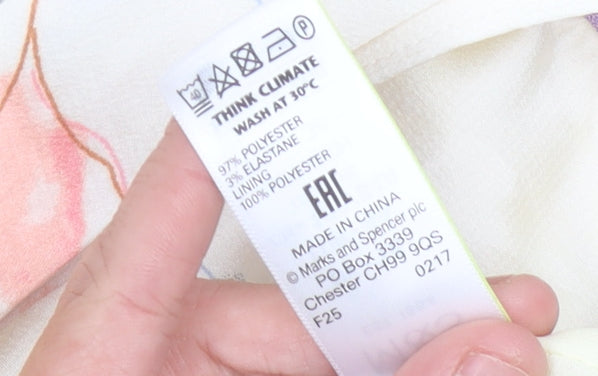 40 P
THINK CLIMATE
WASH AT 30°C
97% POLYESTER
3% ELASTANE
LINING
100% POLYESTER
EAC
MADE IN CHINA
© Marks and Spencer plc
PO Box 3339
Chester CH99 9QS
0217
F25